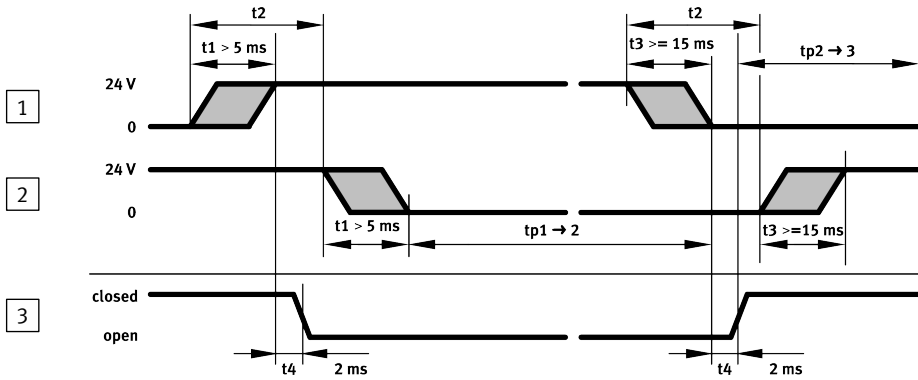 t2
t2
t1 > 5 ms
t3 >= 15 ms
tp2 → 3
1
24 V
0
2
24 V
0
t1 > 5 ms
tp1 → 2
t3 >=15 ms
3
closed
open
t4
2 ms
t4
2 ms